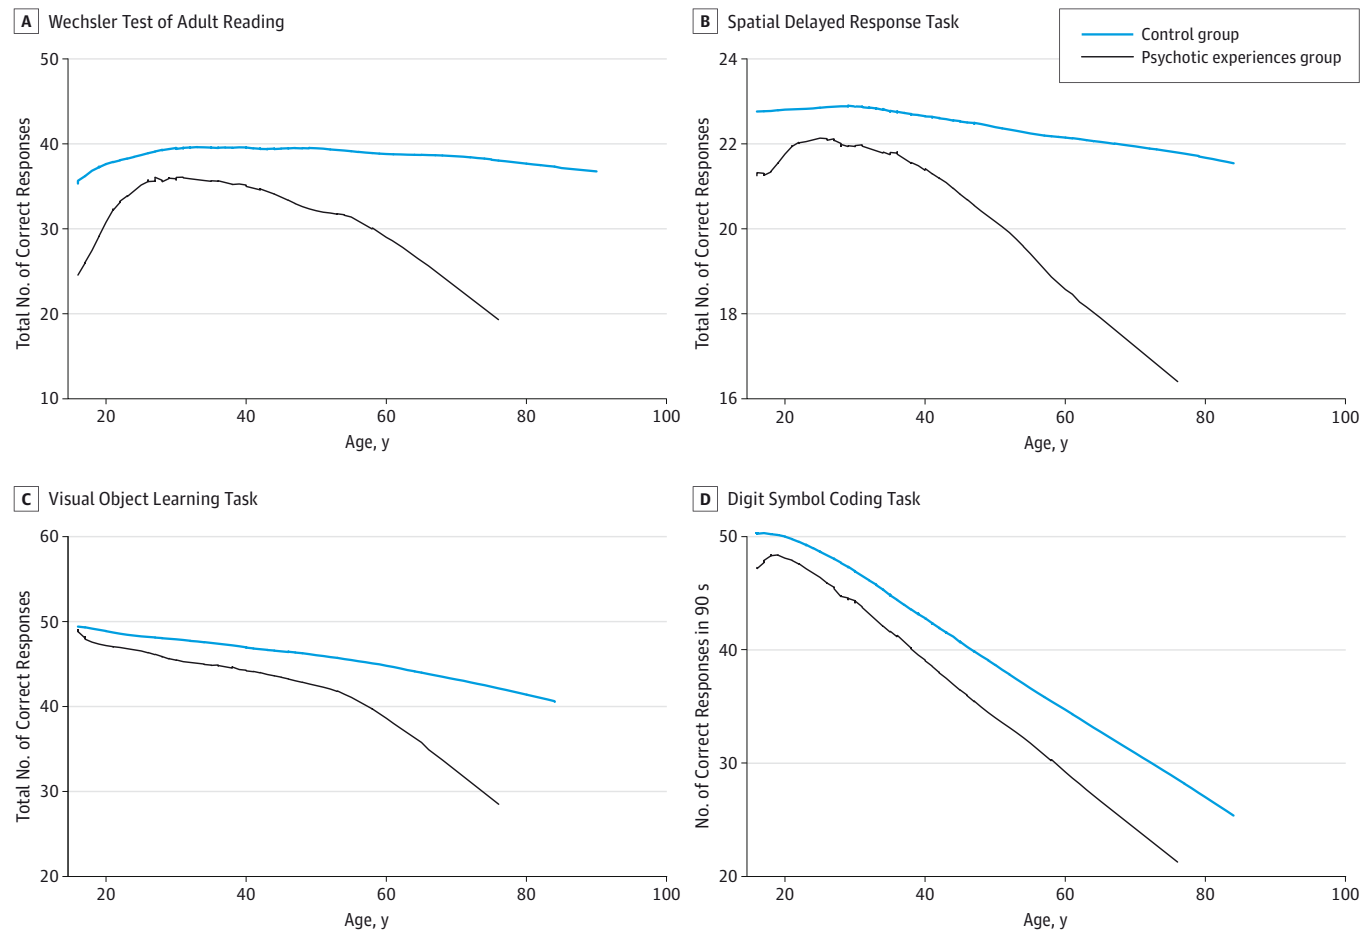 A Wechsler Test of Adult Reading
50
40
30
20
10
Total No. of Correct Responses
20 40 60 80 100
Age, y
B Spatial Delayed Response Task
Control group
Psychotic experiences group
24
22
20
18
16
Total No. of Correct Responses
20 40 60 80 100
Age, y
C Visual Object Learning Task
60
50
40
30
20
Total No. of Correct Responses
20 40 60 80 100
Age, y
D Digit Symbol Coding Task
50
40
30
20
No. of Correct Responses in 90 s
20 40 60 80 100
Age, y